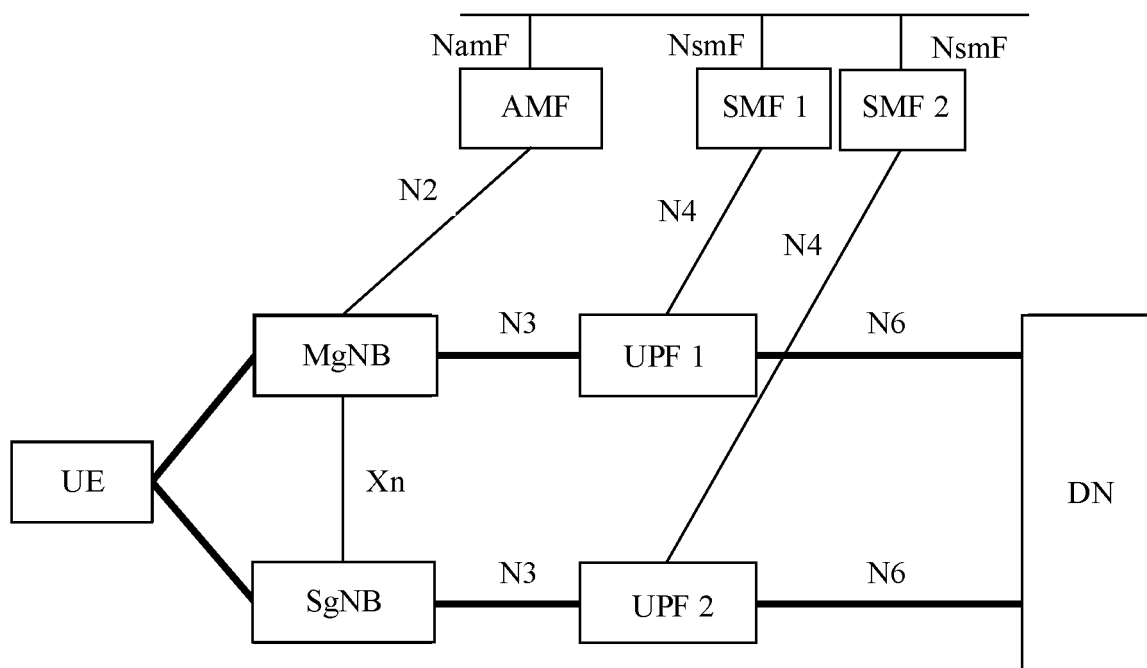 NamF
NsmF
NsmF
AMF
SMF 1
SMF 2
N2
N4
N4
N3
N6
MgNB
UPF 1
UE
Xn
DN
N3
N6
SgNB
UPF 2